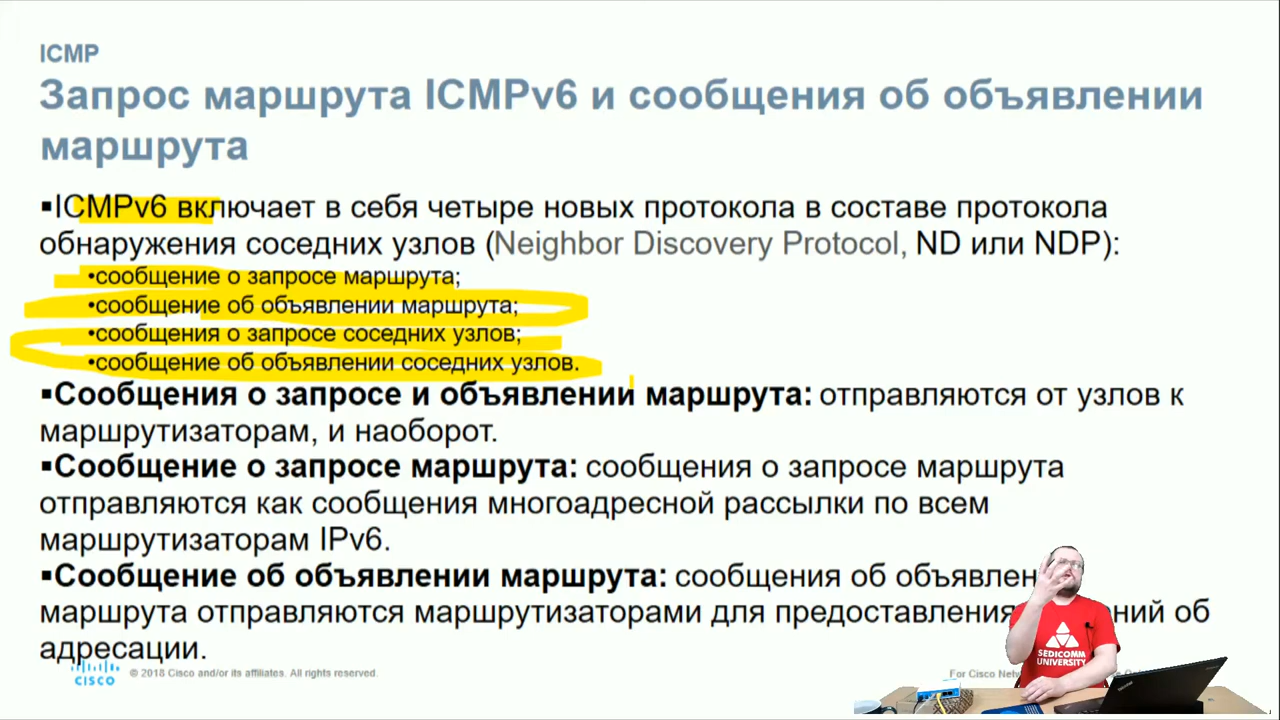 ICMP
Запрос маршрута ICMPv6 и сообщения об объявлении
маршрута
▪ICMPv6 включает в себя четыре новых протокола в составе протокола
обнаружения соседних узлов (Neighbor Discovery Protocol, ND или NDP):
•сообщение о запросе маршрута;
•сообщение об объявлении маршрута;
•сообщения о запросе соседних узлов;
•сообщение об объявлении соседних узлов.
▪Сообщения о запросе и объявлении маршрута: отправляются от узлов к
маршрутизаторам, и наоборот.
▪Сообщение о запросе маршрута: сообщения о запросе маршрута
отправляются как сообщения многоадресной рассылки по всем
маршрутизаторам IPv6.
▪Сообщение об объявлении маршрута: сообщения об
маршрута отправляются маршрутизаторами для предоставления об
адресации.
CISCO
© 2018 Cisco and/or its affiliates. All rights reserved.
For Cisco
SEDICOMM
UNIVERSITY